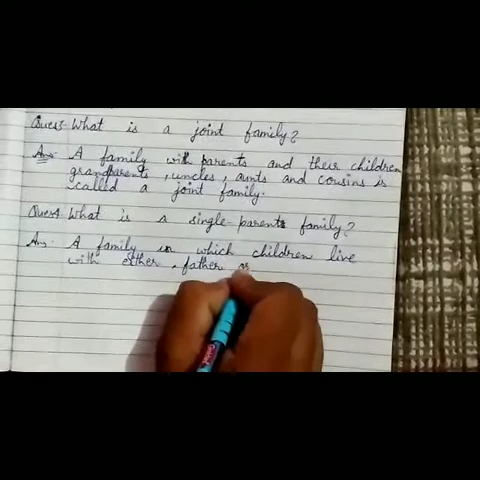 Ques- What is a joint family?
Ans- A family with parents and their children
grandparents, uncles, aunts and cousins is
called a joint family.
Ques- What is a single-parents family?
Ans- A family in which children live
with either, father or